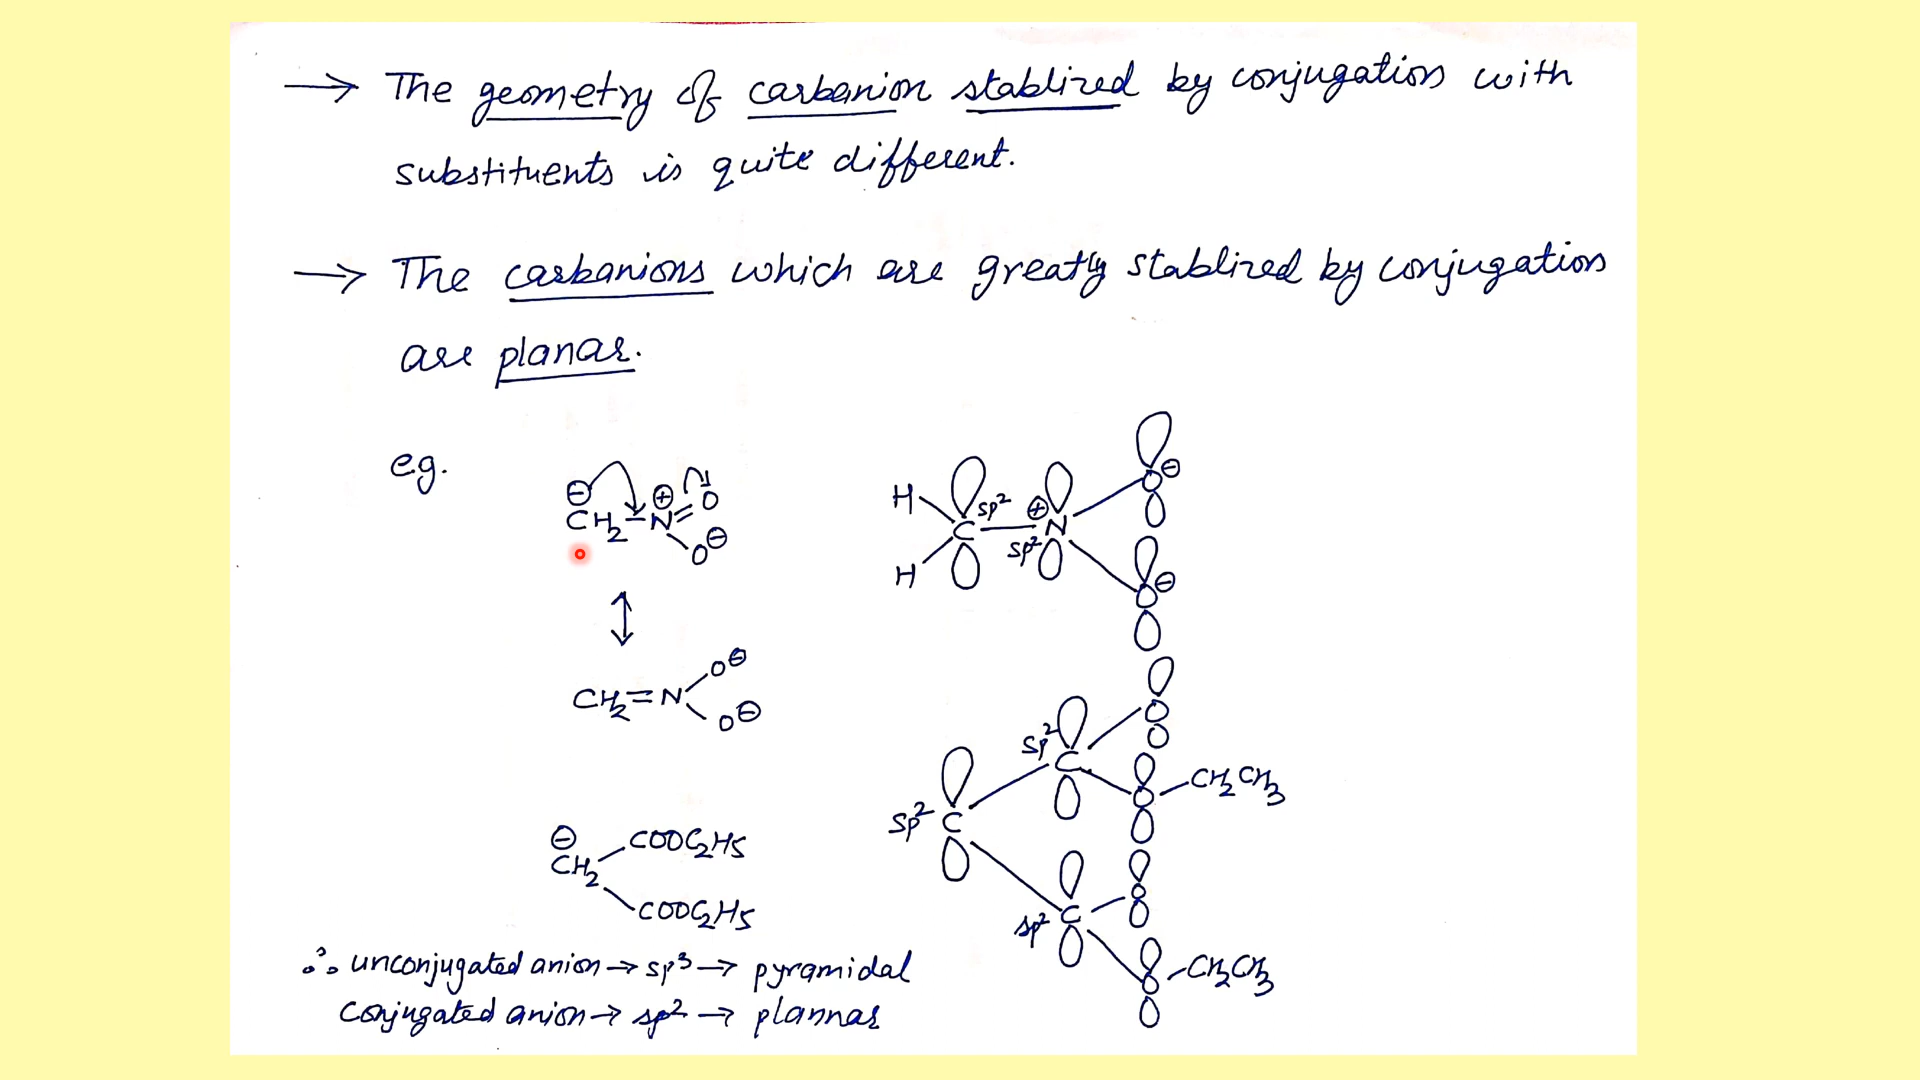 → The geometry of carbanion stablized by conjugation with
substituents is quite different.
→ The carbanions which are greatly stablized by conjugation
are planar.
eg.
⊖CH2=N⊕=O
O⊖
↕
CH2=N
O⊖
O⊖
H
H
C sp2
⊕N sp2
O⊖
O⊖
⊖CH2
COOC2H5
COOC2H5
sp2 C
sp2 C
O
O-CH2CH3
sp2 C
O
O-CH2CH3
∴ unconjugated anion → sp3 → pyramidal
conjugated anion → sp2 → plannar